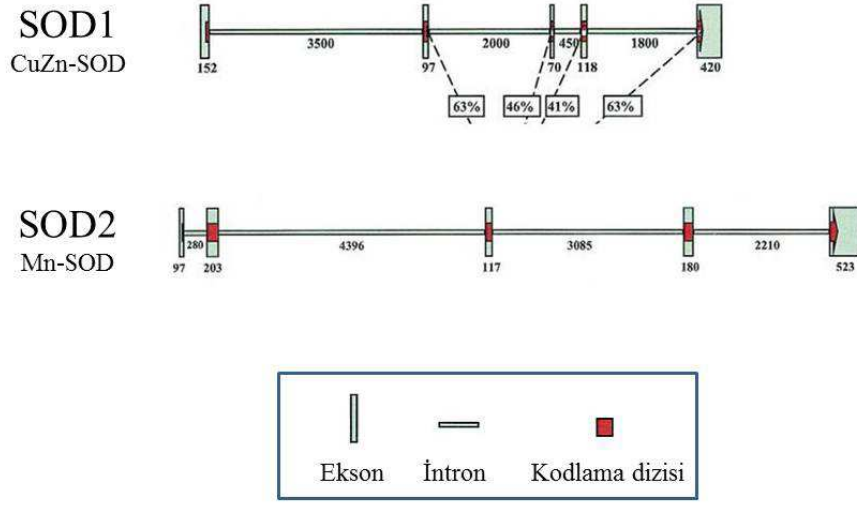 SOD1
CuZn-SOD
3500 2000 450 1800
152 97 70 118 420
63% 46% 41% 63%
SOD2
Mn-SOD
280 4396 3085 2210
97 203 117 180 523
Ekson İntron Kodlama dizisi